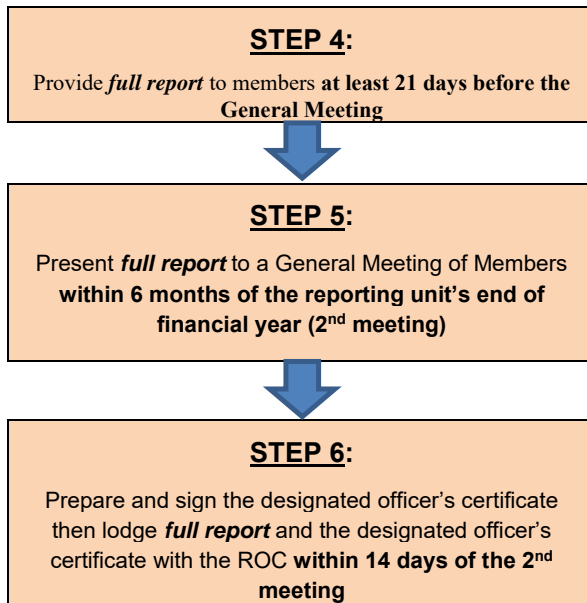 STEP 4:
Provide full report to members at least 21 days before the
General Meeting
STEP 5:
Present full report to a General Meeting of Members
within 6 months of the reporting unit's end of
financial year (2nd meeting)
STEP 6:
Prepare and sign the designated officer's certificate
then lodge full report and the designated officer's
certificate with the ROC within 14 days of the 2nd
meeting